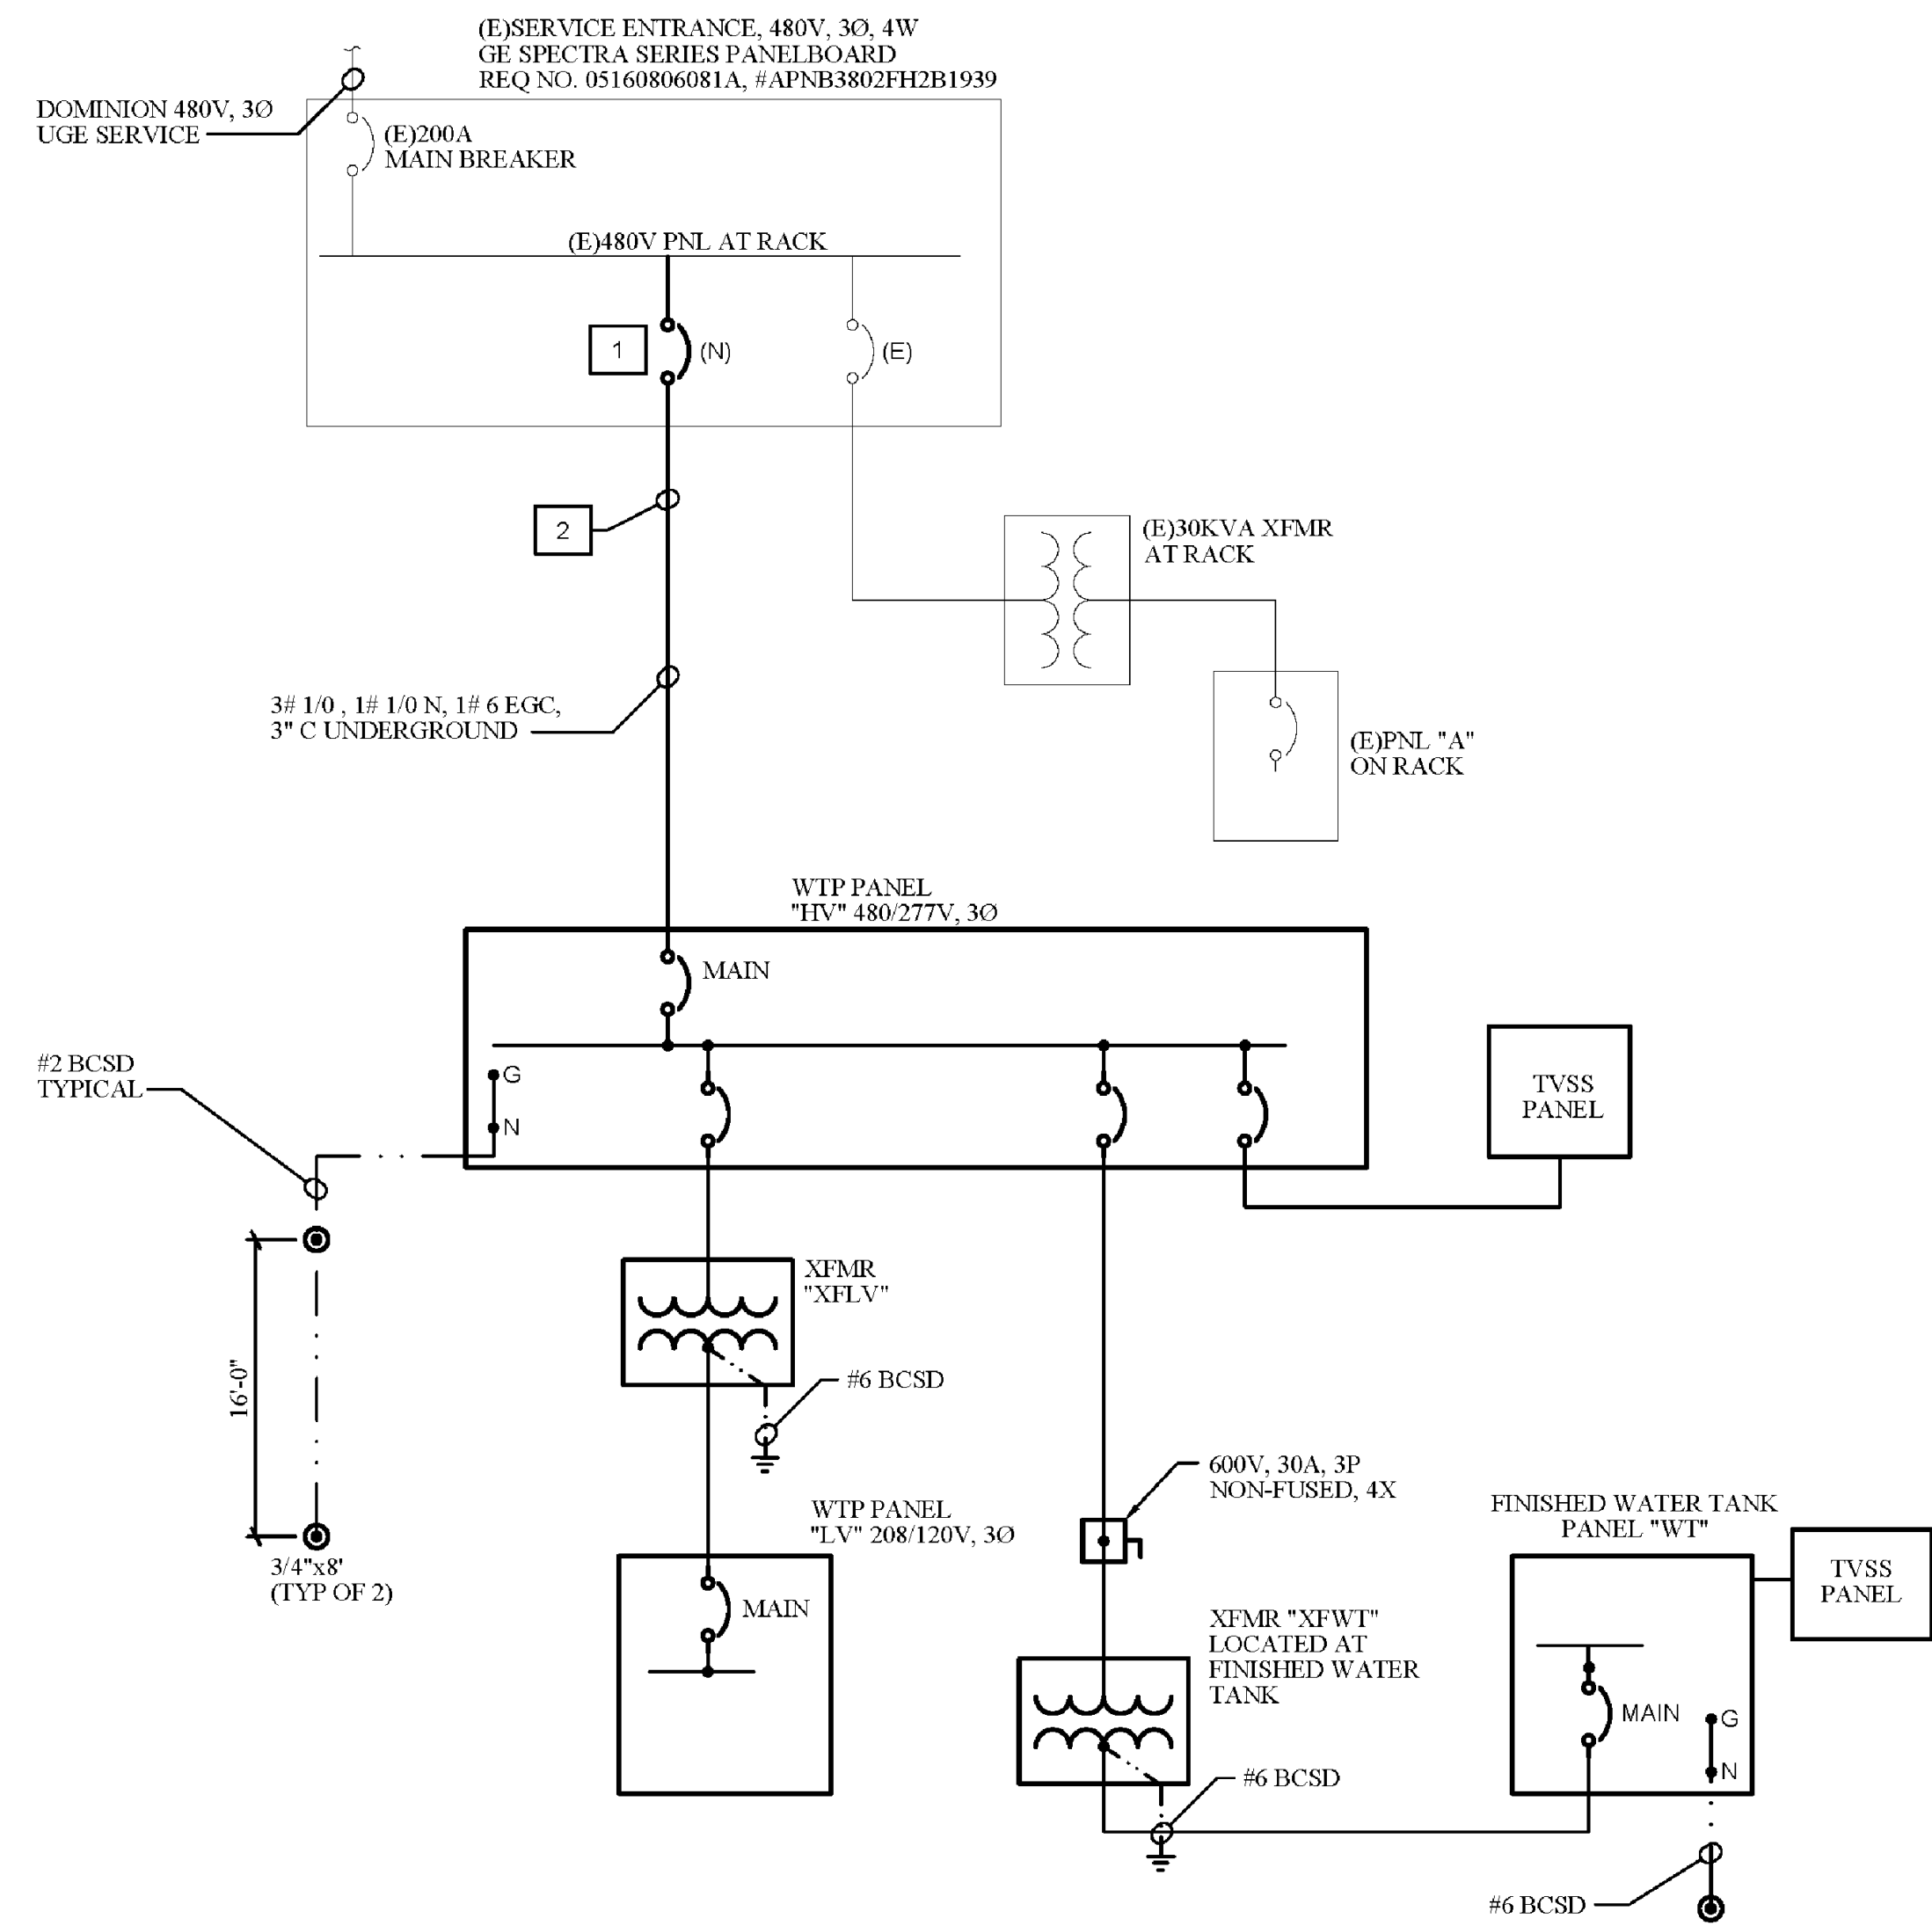 (E)SERVICE ENTRANCE, 480V, 3Ø, 4W
GE SPECTRA SERIES PANELBOARD
REQ NO. 05160806081A, #APNB3802FH2B1939
DOMINION 480V, 3Ø
UGE SERVICE
(E)200A
MAIN BREAKER
(E)480V PNL AT RACK
1
(N)
(E)
2
(E)30KVA XFMR
AT RACK
3# 1/0 , 1# 1/0 N, 1# 6 EGC,
3" C UNDERGROUND
(E)PNL "A"
ON RACK
WTP PANEL
"HV" 480/277V, 3Ø
MAIN
#2 BCSD
TYPICAL
G
N
TVSS
PANEL
XFMR
"XFLV"
16'-0"
#6 BCSD
600V, 30A, 3P
NON-FUSED, 4X
WTP PANEL
"LV" 208/120V, 3Ø
FINISHED WATER TANK
PANEL "WT"
3/4"x8'
(TYP OF 2)
MAIN
TVSS
PANEL
XFMR "XFWT"
LOCATED AT
FINISHED WATER
TANK
MAIN
G
N
#6 BCSD
#6 BCSD